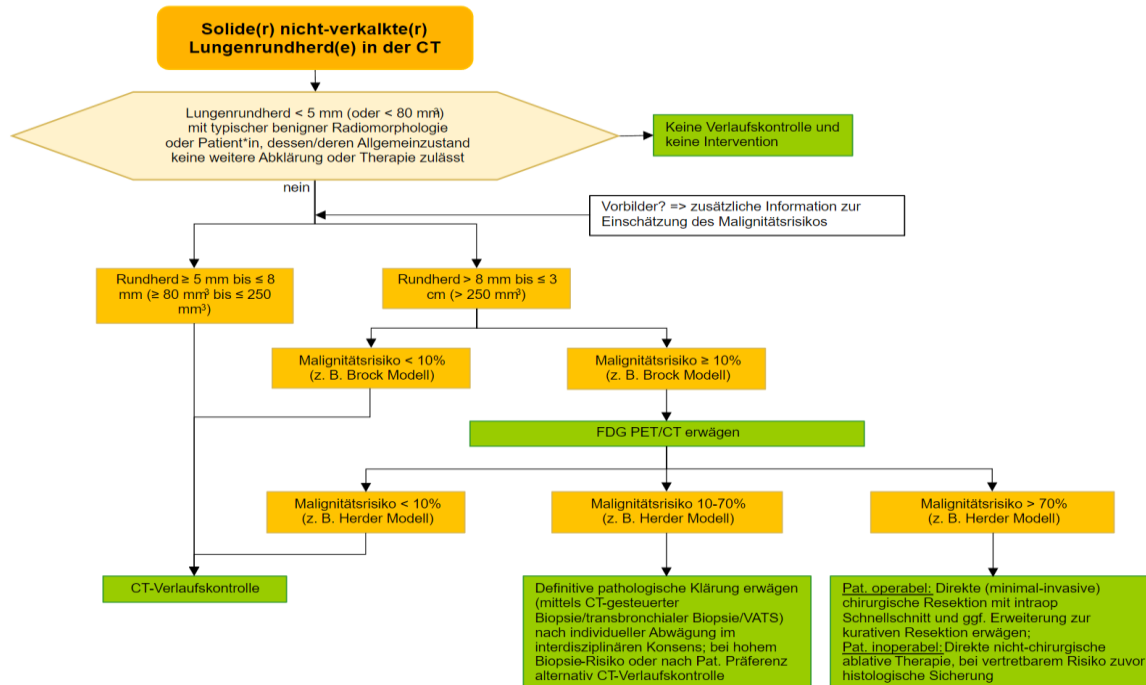 Solide(r) nicht-verkalkte(r)
Lungenrundherd(e) in der CT
Lungenrundherd < 5 mm (oder < 80 mm³)
mit typischer benigner Radiomorphologie
oder Patient*in, dessen/deren Allgemeinzustand
keine weitere Abklärung oder Therapie zulässt
Keine Verlaufskontrolle und
keine Intervention
nein
Vorbilder? => zusätzliche Information zur
Einschätzung des Malignitätsrisikos
Rundherd ≥ 5 mm bis ≤ 8
mm (≥ 80 mm³ bis ≤ 250
mm³)
Rundherd > 8 mm bis ≤ 3
cm (> 250 mm³)
Malignitätsrisiko < 10%
(z. B. Brock Modell)
Malignitätsrisiko ≥ 10%
(z. B. Brock Modell)
FDG PET/CT erwägen
Malignitätsrisiko < 10%
(z. B. Herder Modell)
Malignitätsrisiko 10-70%
(z. B. Herder Modell)
Malignitätsrisiko > 70%
(z. B. Herder Modell)
CT-Verlaufskontrolle
Definitive pathologische Klärung erwägen
(mittels CT-gesteuerter
Biopsie/transbronchialer Biopsie/VATS)
nach individueller Abwägung im
interdisziplinären Konsens; bei hohem
Biopsie-Risiko oder nach Pat. Präferenz
alternativ CT-Verlaufskontrolle
Pat. operabel: Direkte (minimal-invasive)
chirurgische Resektion mit intraop
Schnellschnitt und ggf. Erweiterung zur
kurativen Resektion erwägen;
Pat. inoperabel: Direkte nicht-chirurgische
ablative Therapie, bei vertretbarem Risiko zuvor
histologische Sicherung